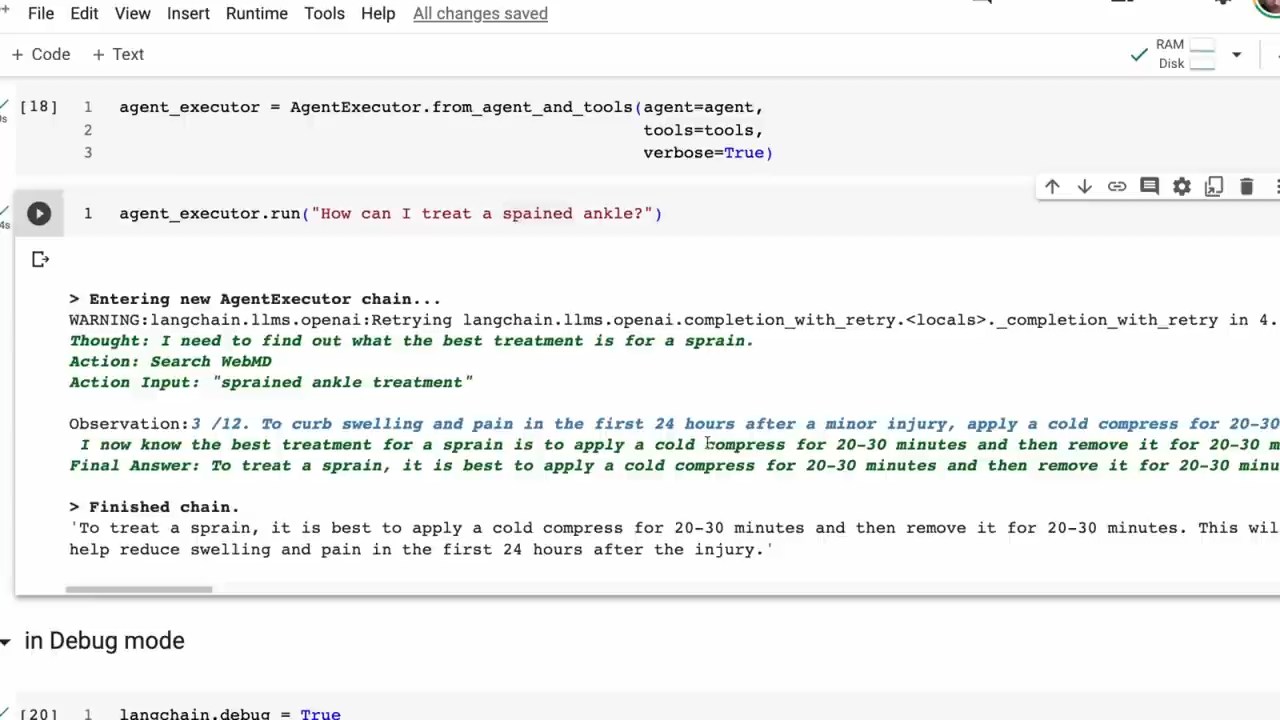 File Edit View Insert Runtime Tools Help All changes saved
+ Code + Text
RAM
Disk
[18] 1 agent_executor = AgentExecutor.from_agent_and_tools(agent=agent,
2 tools=tools,
3 verbose=True)
1 agent_executor.run("How can I treat a spained ankle?")
> Entering new AgentExecutor chain...
WARNING:langchain.llms.openai:Retrying langchain.llms.openai.completion_with_retry.<locals>._completion_with_retry in 4.
Thought: I need to find out what the best treatment is for a sprain.
Action: Search WebMD
Action Input: "sprained ankle treatment"
Observation:3 /12. To curb swelling and pain in the first 24 hours after a minor injury, apply a cold compress for 20-30
I now know the best treatment for a sprain is to apply a cold compress for 20-30 minutes and then remove it for 20-30 m
Final Answer: To treat a sprain, it is best to apply a cold compress for 20-30 minutes and then remove it for 20-30 minu
> Finished chain.
'To treat a sprain, it is best to apply a cold compress for 20-30 minutes and then remove it for 20-30 minutes. This will
help reduce swelling and pain in the first 24 hours after the injury.'
in Debug mode
[20] 1 langchain.debug = True